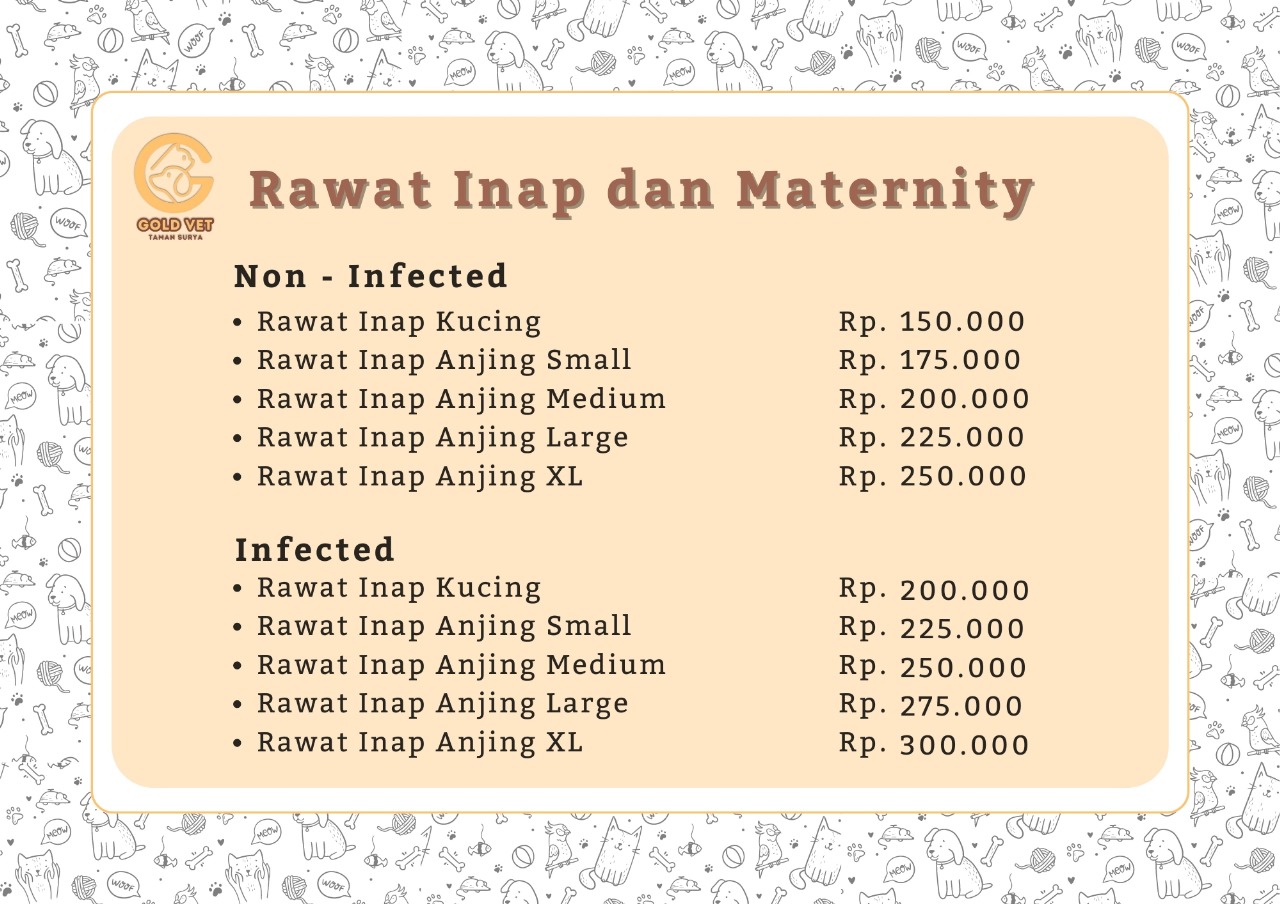 GOLD VET
TAMAN SURYA
Rawat Inap dan Maternity
Non - Infected
• Rawat Inap Kucing Rp. 150.000
• Rawat Inap Anjing Small Rp. 175.000
• Rawat Inap Anjing Medium Rp. 200.000
• Rawat Inap Anjing Large Rp. 225.000
• Rawat Inap Anjing XL Rp. 250.000
Infected
• Rawat Inap Kucing Rp. 200.000
• Rawat Inap Anjing Small Rp. 225.000
• Rawat Inap Anjing Medium Rp. 250.000
• Rawat Inap Anjing Large Rp. 275.000
• Rawat Inap Anjing XL Rp. 300.000
WOOF
MEOW